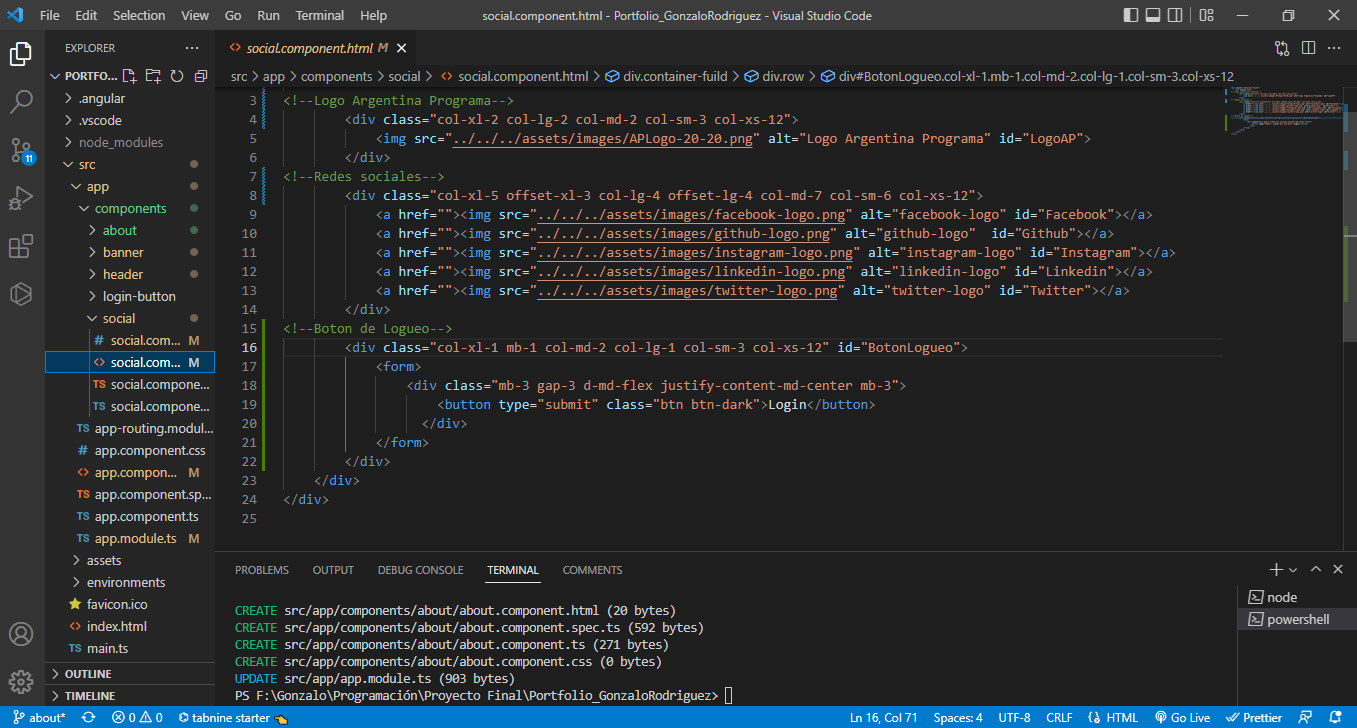 File Edit Selection View Go Run Terminal Help social.component.html - Portfolio_GonzaloRodriguez - Visual Studio Code
EXPLORER ···
PORTFO...
.angular
.vscode
node_modules
src
app
components
about
banner
header
login-button
social
# social.com... M
<> social.com... M
TS social.compone...
TS social.compone...
TS app-routing.modul...
# app.component.css
<> app.compon... M
TS app.component.sp...
TS app.component.ts
TS app.module.ts M
assets
environments
favicon.ico
<> index.html
TS main.ts
OUTLINE
TIMELINE
11
<> social.component.html M
src > app > components > social > <> social.component.html > div.container-fuild > div.row > div#BotonLogueo.col-xl-1.mb-1.col-md-2.col-lg-1.col-sm-3.col-xs-12
3 <!--Logo Argentina Programa-->
4 <div class="col-xl-2 col-lg-2 col-md-2 col-sm-3 col-xs-12">
5 <img src="../../../assets/images/APLogo-20-20.png" alt="Logo Argentina Programa" id="LogoAP">
6 </div>
7 <!--Redes sociales-->
8 <div class="col-xl-5 offset-xl-3 col-lg-4 offset-lg-4 col-md-7 col-sm-6 col-xs-12">
9 <a href=""><img src="../../../assets/images/facebook-logo.png" alt="facebook-logo" id="Facebook"></a>
10 <a href=""><img src="../../../assets/images/github-logo.png" alt="github-logo"  id="Github"></a>
11 <a href=""><img src="../../../assets/images/instagram-logo.png" alt="instagram-logo" id="Instagram"></a>
12 <a href=""><img src="../../../assets/images/linkedin-logo.png" alt="linkedin-logo" id="Linkedin"></a>
13 <a href=""><img src="../../../assets/images/twitter-logo.png" alt="twitter-logo" id="Twitter"></a>
14 </div>
15 <!--Boton de Logueo-->
16 <div class="col-xl-1 mb-1 col-md-2 col-lg-1 col-sm-3 col-xs-12" id="BotonLogueo">
17 <form>
18 <div class="mb-3 gap-3 d-md-flex justify-content-md-center mb-3">
19 <button type="submit" class="btn btn-dark">Login</button>
20 </div>
21 </form>
22 </div>
23 </div>
24 </div>
25
PROBLEMS OUTPUT DEBUG CONSOLE TERMINAL COMMENTS
CREATE src/app/components/about/about.component.html (20 bytes)
CREATE src/app/components/about/about.component.spec.ts (592 bytes)
CREATE src/app/components/about/about.component.ts (271 bytes)
CREATE src/app/components/about/about.component.css (0 bytes)
UPDATE src/app/app.module.ts (903 bytes)
PS F:\Gonzalo\Programación\Proyecto Final\Portfolio_GonzaloRodriguez>
node
powershell
about* 0 0 tabnine starter Ln 16, Col 71 Spaces: 4 UTF-8 CRLF HTML Go Live Prettier